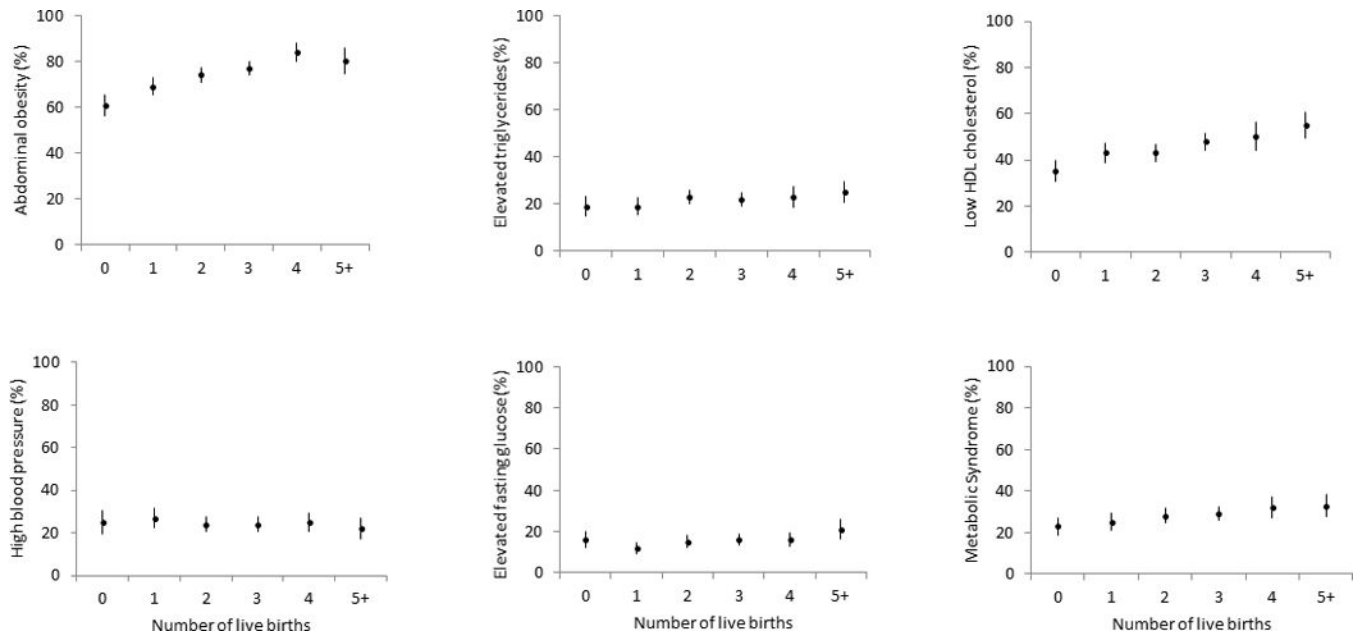 Abdominal obesity (%)
100
80
60
40
20
0
0 1 2 3 4 5+
Elevated triglycerides (%)
100
80
60
40
20
0
0 1 2 3 4 5+
Low HDL cholesterol (%)
100
80
60
40
20
0
0 1 2 3 4 5+
High blood pressure (%)
100
80
60
40
20
0
0 1 2 3 4 5+
Number of live births
Elevated fasting glucose (%)
100
80
60
40
20
0
0 1 2 3 4 5+
Number of live births
Metabolic Syndrome (%)
100
80
60
40
20
0
0 1 2 3 4 5+
Number of live births